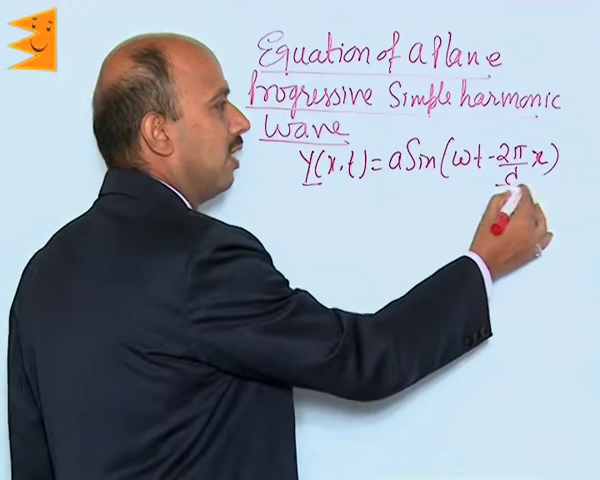 Equation of a Plane
Progressive Simple harmonic
Wave
Y(x,t) = a Sin(ωt - 2π/λ x)